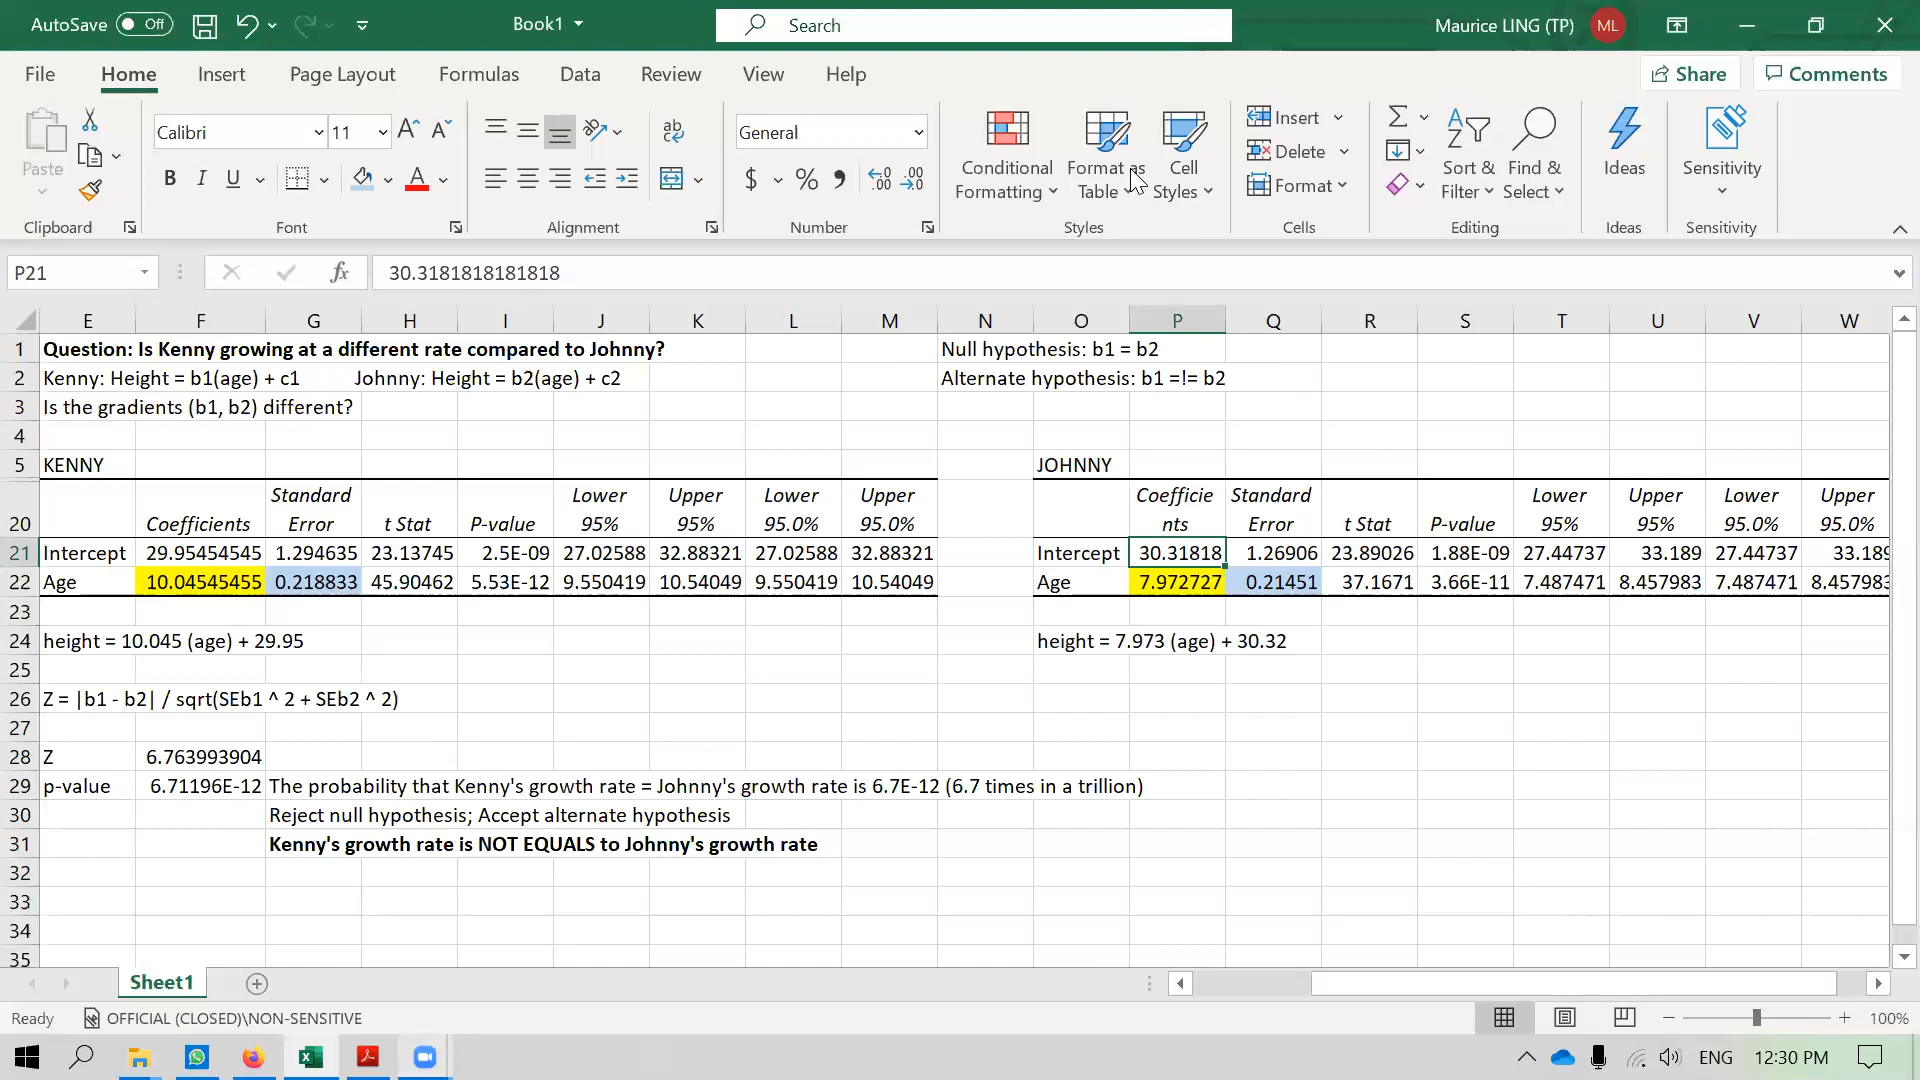 AutoSave Off Book1 Search Maurice LING (TP) ML
File Home Insert Page Layout Formulas Data Review View Help Share Comments
Paste Calibri 11 General Conditional Formatting Format as Table Cell Styles Insert Delete Format Sort & Filter Find & Select Ideas Sensitivity
Clipboard Font Alignment Number Styles Cells Editing Ideas Sensitivity
P21 fx 30.3181818181818
E F G H I J K L M N O P Q R S T U V W
1 Question: Is Kenny growing at a different rate compared to Johnny? Null hypothesis: b1 = b2
2 Kenny: Height = b1(age) + c1 Johnny: Height = b2(age) + c2 Alternate hypothesis: b1 =!= b2
3 Is the gradients (b1, b2) different?
4
5 KENNY JOHNNY
20 Coefficients Standard Error t Stat P-value Lower 95% Upper 95% Lower 95.0% Upper 95.0% Coefficie nts Standard Error t Stat P-value Lower 95% Upper 95% Lower 95.0% Upper 95.0%
21 Intercept 29.95454545 1.294635 23.13745 2.5E-09 27.02588 32.88321 27.02588 32.88321 Intercept 30.31818 1.26906 23.89026 1.88E-09 27.44737 33.189 27.44737 33.189
22 Age 10.04545455 0.218833 45.90462 5.53E-12 9.550419 10.54049 9.550419 10.54049 Age 7.972727 0.21451 37.1671 3.66E-11 7.487471 8.457983 7.487471 8.457983
23
24 height = 10.045 (age) + 29.95 height = 7.973 (age) + 30.32
25
26 Z = |b1 - b2| / sqrt(SEb1 ^ 2 + SEb2 ^ 2)
27
28 Z 6.763993904
29 p-value 6.71196E-12 The probability that Kenny's growth rate = Johnny's growth rate is 6.7E-12 (6.7 times in a trillion)
30 Reject null hypothesis; Accept alternate hypothesis
31 Kenny's growth rate is NOT EQUALS to Johnny's growth rate
32
33
34
35
Sheet1
Ready OFFICIAL (CLOSED)\NON-SENSITIVE 100%
ENG 12:30 PM